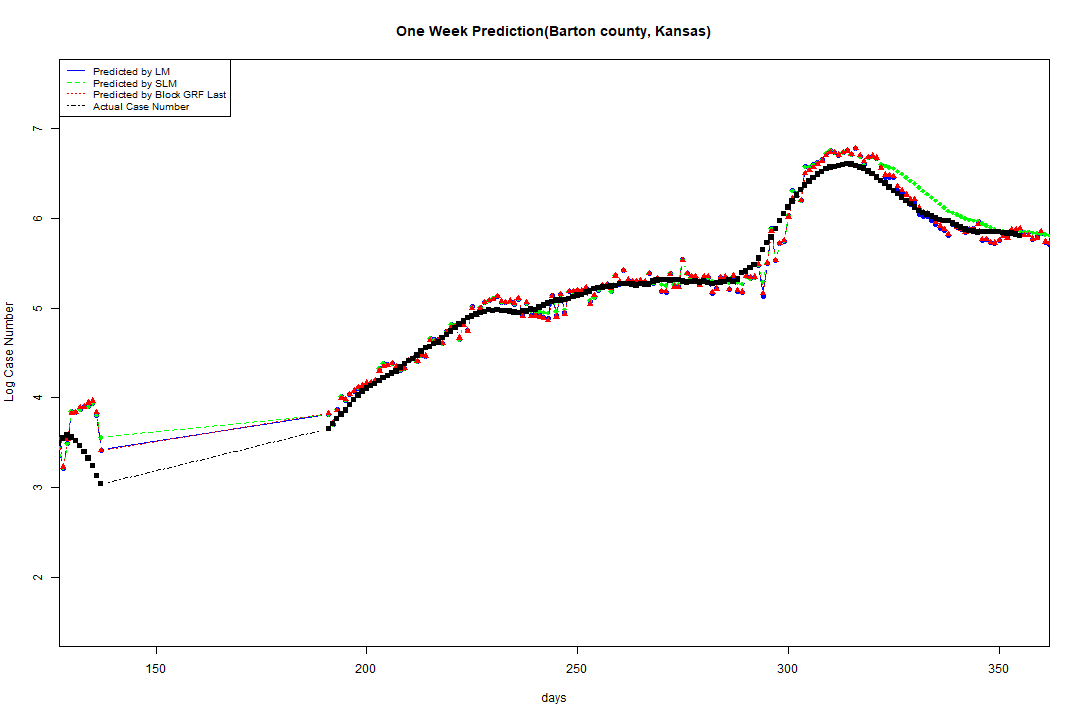 One Week Prediction(Barton county, Kansas)
Predicted by LM
Predicted by SLM
Predicted by Block GRF Last
Actual Case Number
Log Case Number
7
6
5
4
3
2
150 200 250 300 350
days